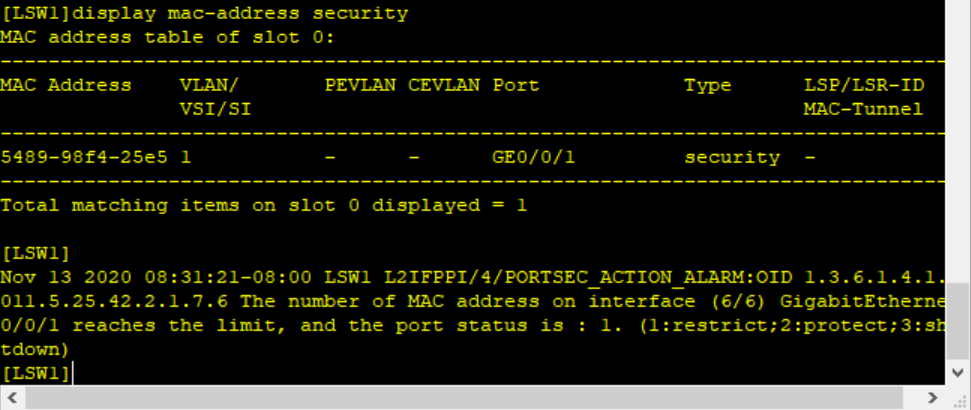 [LSW1]display mac-address security
MAC address table of slot 0:
-------------------------------------------------------------------------------
MAC Address    VLAN/       PEVLAN CEVLAN Port            Type      LSP/LSR-ID
               VSI/SI                                              MAC-Tunnel
-------------------------------------------------------------------------------
5489-98f4-25e5 1           -      -      GE0/0/1         security  -
-------------------------------------------------------------------------------
Total matching items on slot 0 displayed = 1
[LSW1]
Nov 13 2020 08:31:21-08:00 LSW1 L2IFPPI/4/PORTSEC_ACTION_ALARM:OID 1.3.6.1.4.1.
011.5.25.42.2.1.7.6 The number of MAC address on interface (6/6) GigabitEtherne
0/0/1 reaches the limit, and the port status is : 1. (1:restrict;2:protect;3:sh
tdown)
[LSW1]